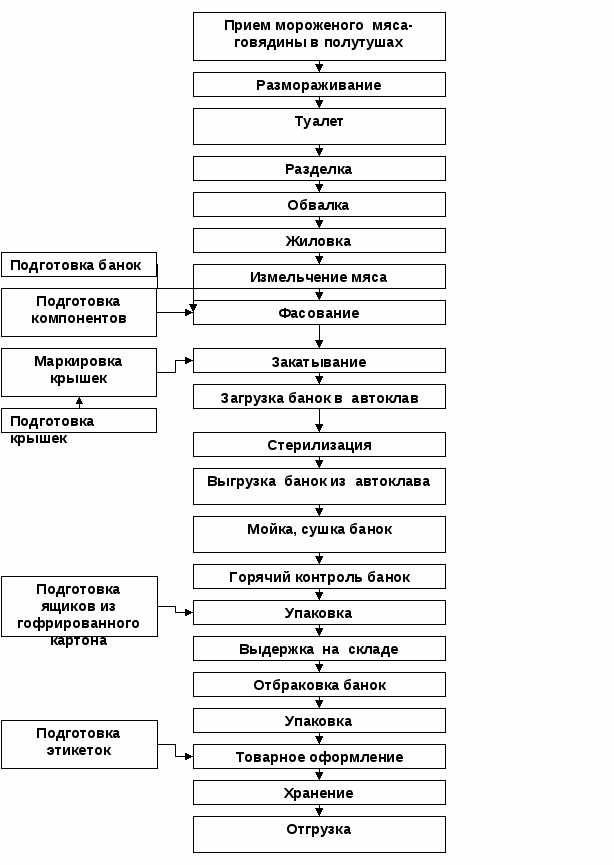 Прием мороженого мяса-
говядины в полутушах
Размораживание
Туалет
Разделка
Обвалка
Жиловка
Подготовка банок
Измельчение мяса
Подготовка
компонентов
Фасование
Маркировка
крышек
Закатывание
Загрузка банок в автоклав
Подготовка
крышек
Стерилизация
Выгрузка банок из автоклава
Мойка, сушка банок
Горячий контроль банок
Подготовка
ящиков из
гофрированного
картона
Упаковка
Выдержка на складе
Отбраковка банок
Упаковка
Подготовка
этикеток
Товарное оформление
Хранение
Отгрузка